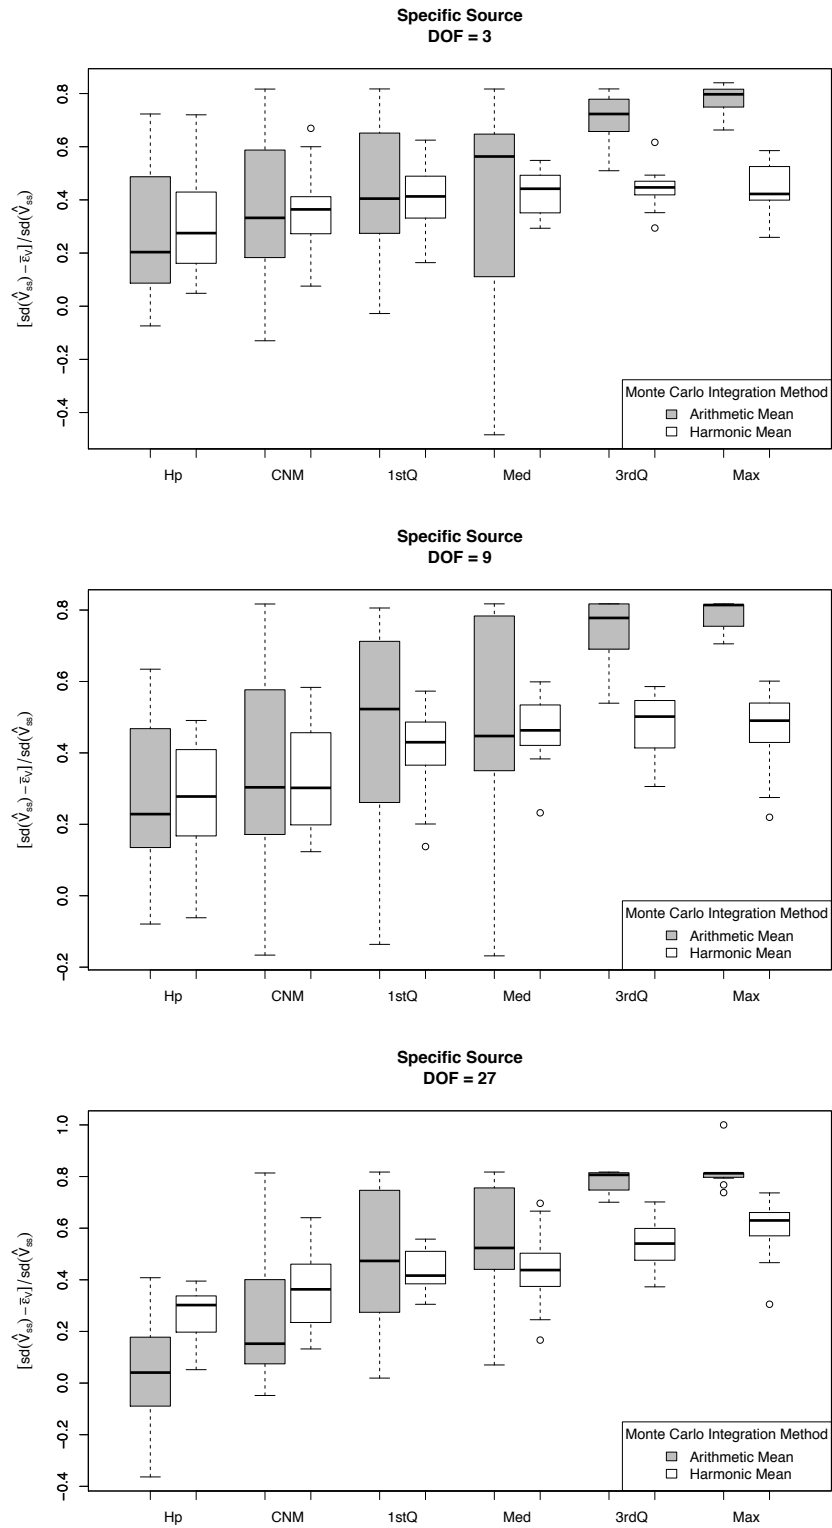 Specific Source
DOF = 3
[sd(V̂ss) − ε̄V]/sd(V̂ss)
0.8
0.6
0.4
0.2
0.0
−0.2
−0.4
Hp CNM 1stQ Med 3rdQ Max
Monte Carlo Integration Method
Arithmetic Mean
Harmonic Mean
Specific Source
DOF = 9
[sd(V̂ss) − ε̄V]/sd(V̂ss)
0.8
0.6
0.4
0.2
0.0
−0.2
Hp CNM 1stQ Med 3rdQ Max
Monte Carlo Integration Method
Arithmetic Mean
Harmonic Mean
Specific Source
DOF = 27
[sd(V̂ss) − ε̄V]/sd(V̂ss)
1.0
0.8
0.6
0.4
0.2
0.0
−0.2
−0.4
Hp CNM 1stQ Med 3rdQ Max
Monte Carlo Integration Method
Arithmetic Mean
Harmonic Mean